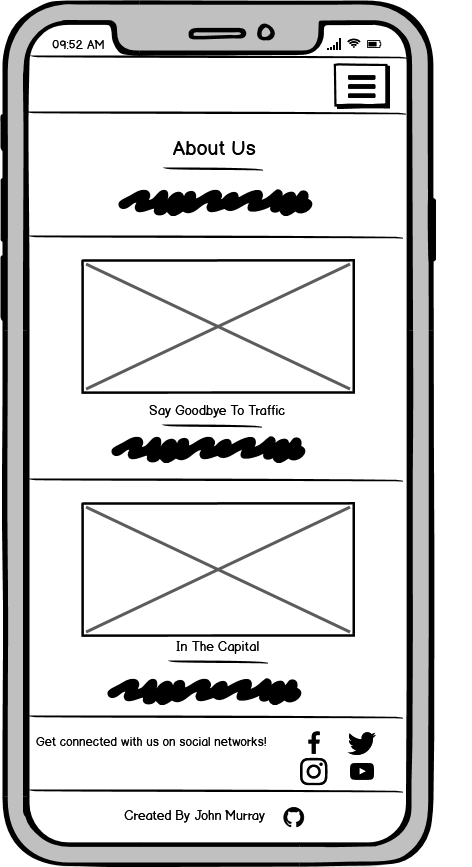 09:52 AM
About Us
Say Goodbye To Traffic
In The Capital
Get connected with us on social networks!
Created By John Murray